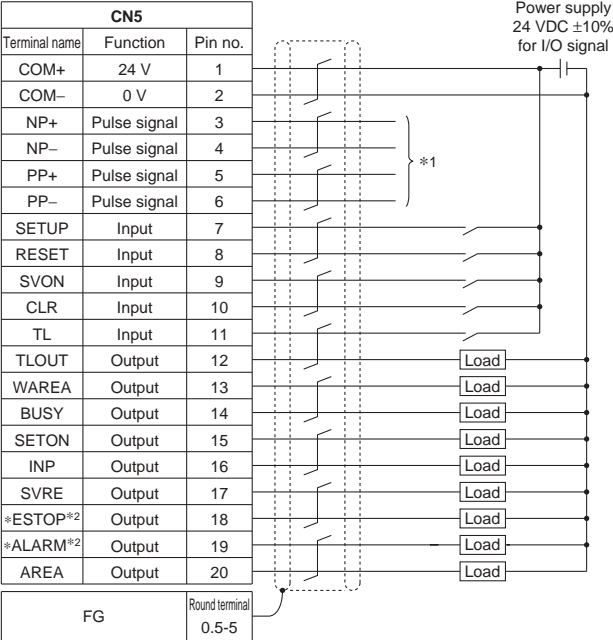 Power supply
24 VDC ±10%
for I/O signal
CN5
Terminal name Function Pin no.
COM+ 24 V 1
COM− 0 V 2
NP+ Pulse signal 3
NP− Pulse signal 4
PP+ Pulse signal 5
PP− Pulse signal 6
∗1
SETUP Input 7
RESET Input 8
SVON Input 9
CLR Input 10
TL Input 11
TLOUT Output 12 Load
WAREA Output 13 Load
BUSY Output 14 Load
SETON Output 15 Load
INP Output 16 Load
SVRE Output 17 Load
∗ESTOP∗2 Output 18 Load
∗ALARM∗2 Output 19 Load
AREA Output 20 Load
FG Round terminal
0.5-5